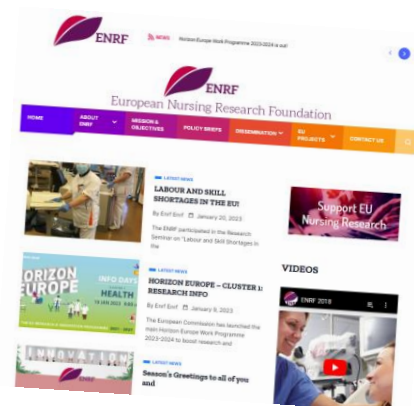 ENRF
NEWS
Horizon Europe Work Programme 2023-2024 is out!
ENRF
European Nursing Research Foundation
HOME
ABOUT ENRF
MISSION & OBJECTIVES
POLICY BRIEFS
DISSEMINATION
EU PROJECTS
CONTACT US
LATEST NEWS
LABOUR AND SKILL
SHORTAGES IN THE EU!
By Enrf Enrf
January 20, 2023
The ENRF participated in the Research
Seminar on "Labour and Skill Shortages in
the
Support EU
Nursing Research
HORIZON
EUROPE
INFO DAYS
HEALTH
LATEST NEWS
HORIZON EUROPE – CLUSTER 1:
RESEARCH INFO
By Enrf Enrf
January 9, 2023
The European Commission has launched the
main Horizon Europe Work Programme
2023-2024 to boost research and
VIDEOS
ENRF 2018
INNOVATION
ENRF
LATEST NEWS
Season's Greetings to all of you
and